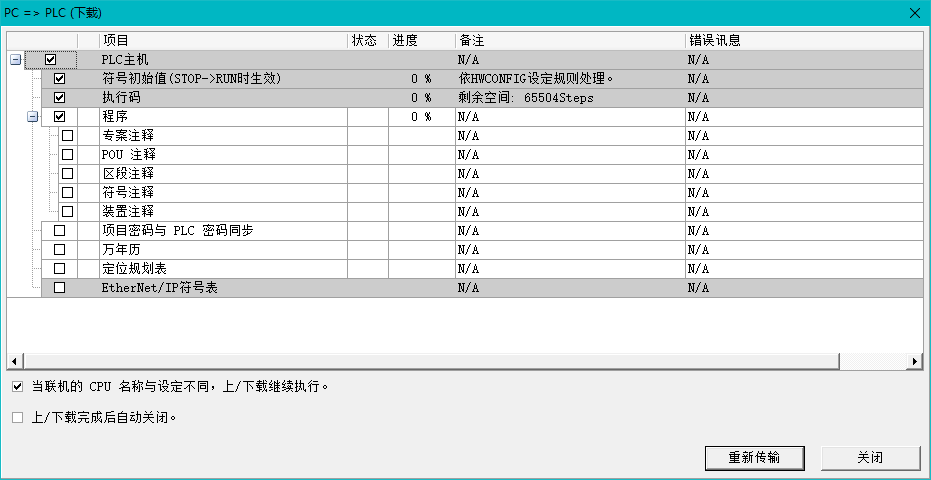 PC => PLC (下载)
项目 状态 进度 备注 错误讯息
PLC主机 N/A N/A
符号初始值(STOP->RUN时生效) 0 % 依HWCONFIG设定规则处理。 N/A
执行码 0 % 剩余空间: 65504Steps N/A
程序 0 % N/A N/A
专案注释 N/A N/A
POU 注释 N/A N/A
区段注释 N/A N/A
符号注释 N/A N/A
装置注释 N/A N/A
项目密码与 PLC 密码同步 N/A N/A
万年历 N/A N/A
定位规划表 N/A N/A
EtherNet/IP符号表 N/A N/A
当联机的 CPU 名称与设定不同，上/下载继续执行。
上/下载完成后自动关闭。
重新传输 关闭